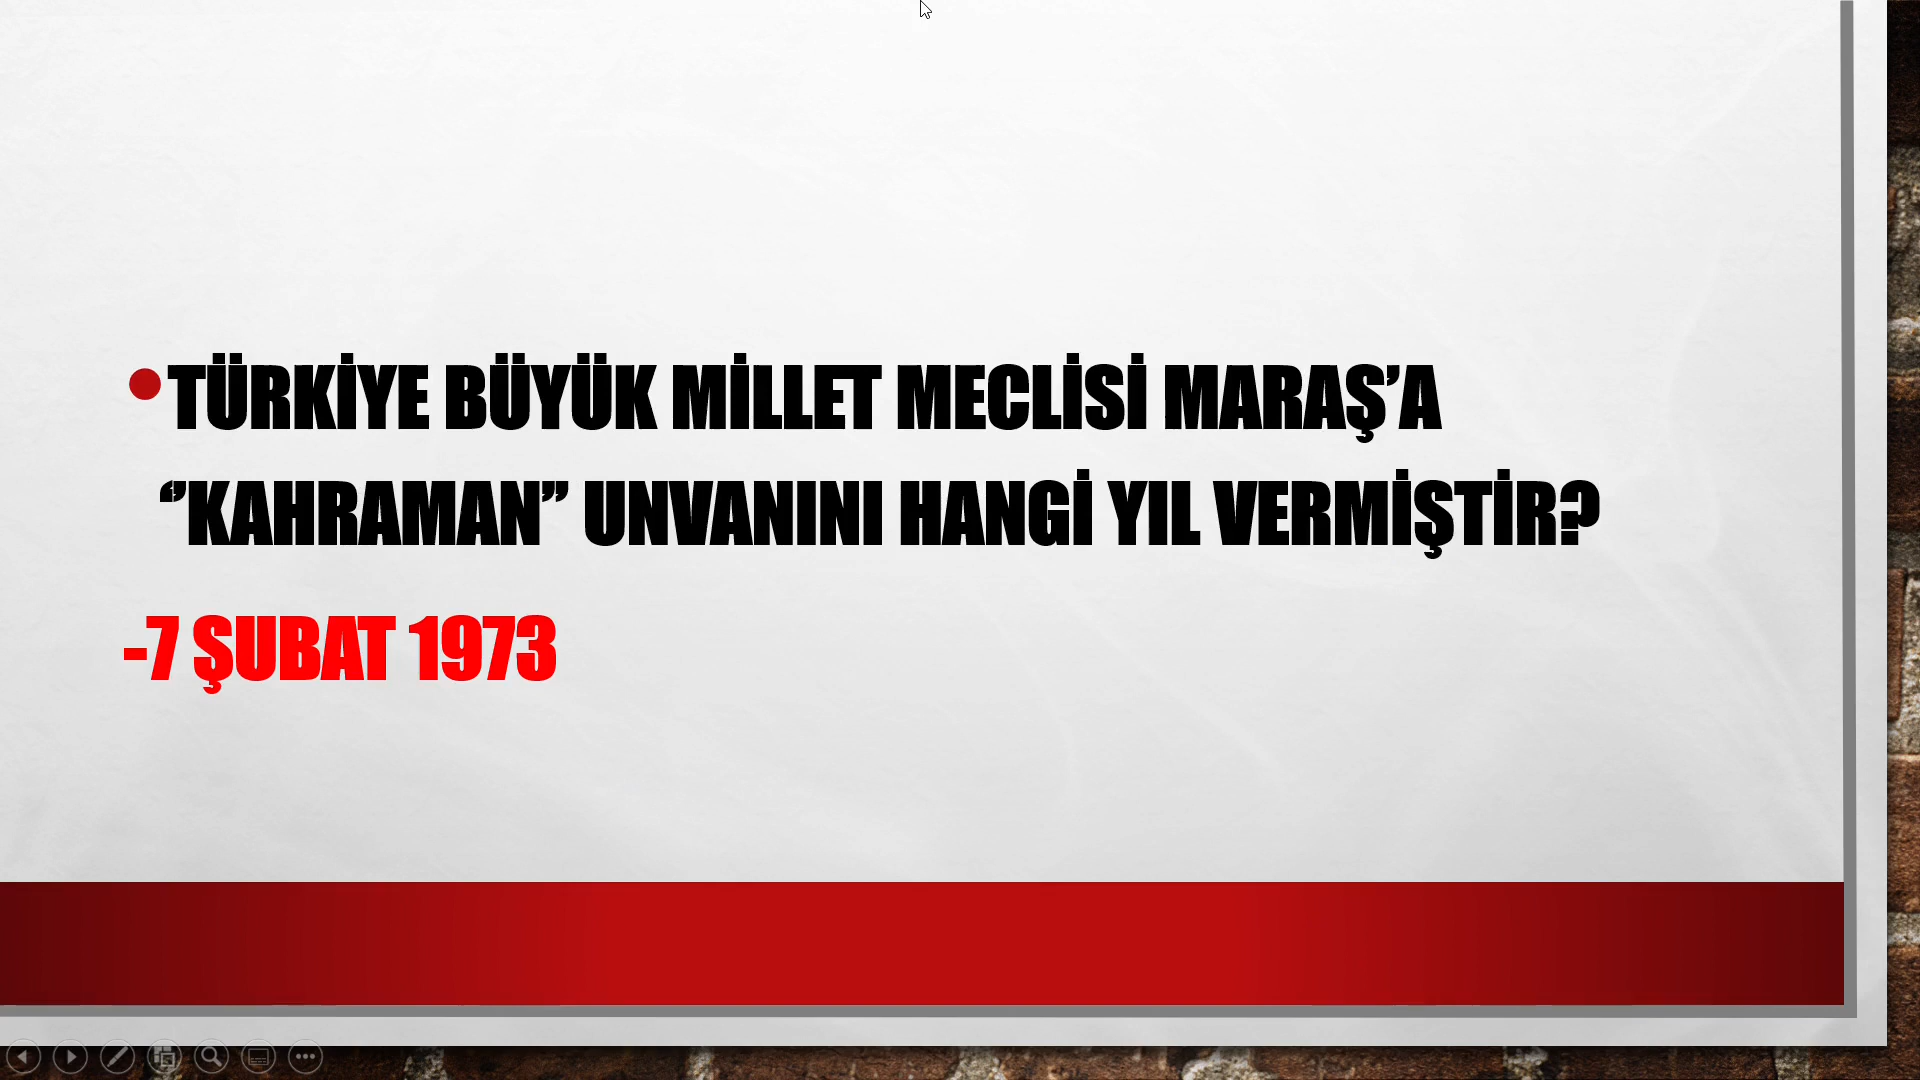 •TÜRKİYE BÜYÜK MİLLET MECLİSİ MARAŞ’A
‘’KAHRAMAN’’ UNVANINI HANGİ YIL VERMİŞTİR?
-7 ŞUBAT 1973